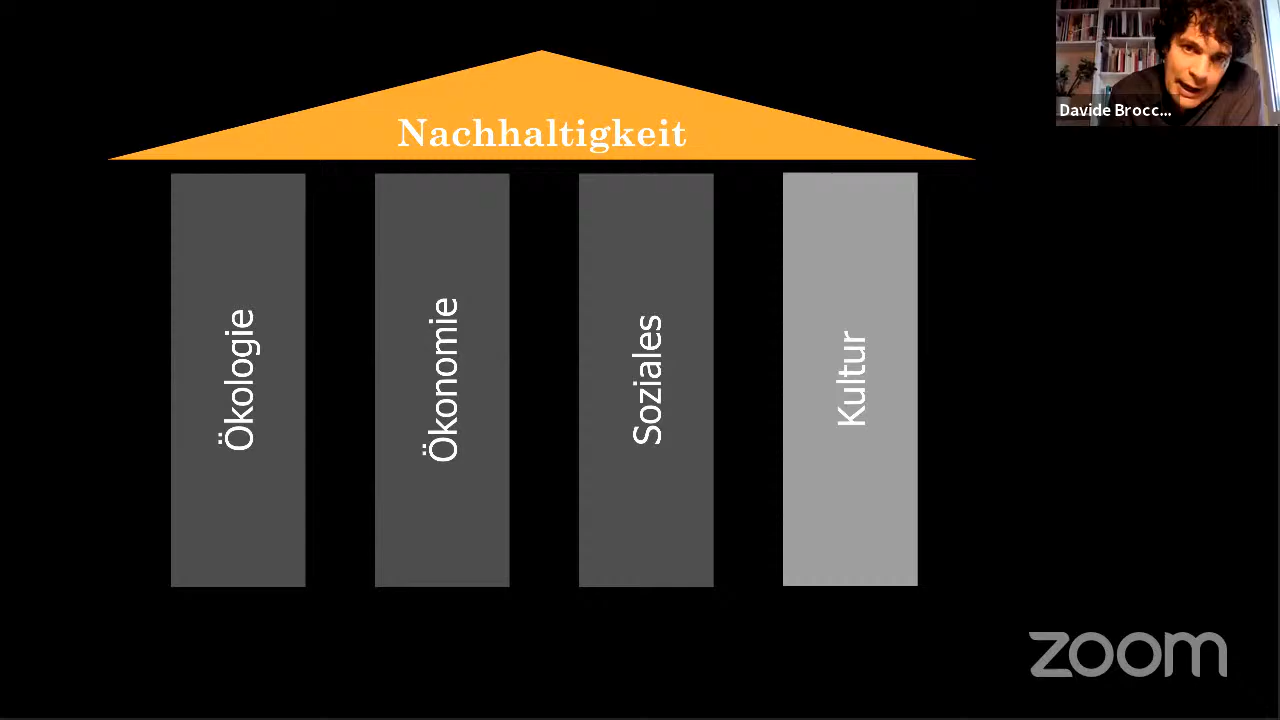 Nachhaltigkeit
Ökologie
Ökonomie
Soziales
Kultur
Davide Brocc...
zoom